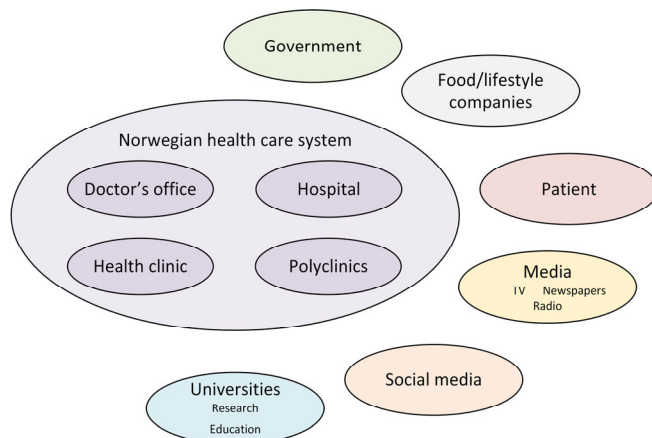 Government
Food/lifestyle
companies
Norwegian health care system
Doctor's office
Hospital
Patient
Health clinic
Polyclinics
Media
I V Newspapers
Radio
Social media
Universities
Research
Education